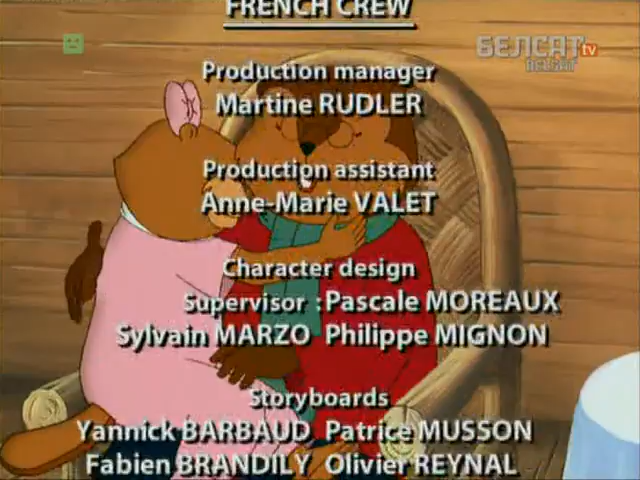 FRENCH CREW
БЕЛСАТ tv
BELSAT
Production manager
Martine RUDLER
Production assistant
Anne-Marie VALET
Character design
Supervisor : Pascale MOREAUX
Sylvain MARZO Philippe MIGNON
Storyboards
Yannick BARBAUD Patrice MUSSON
Fabien BRANDILY Olivier REYNAL